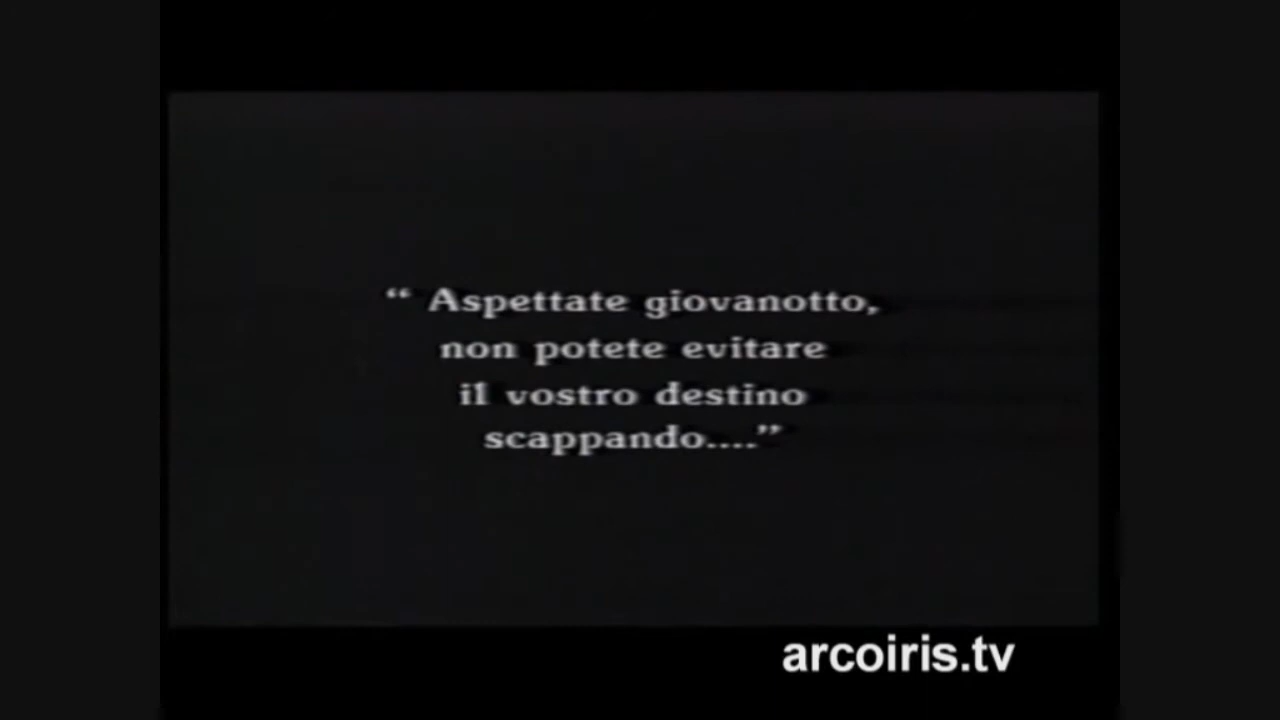 “ Aspettate giovanotto,
non potete evitare
il vostro destino
scappando....”
arcoiris.tv